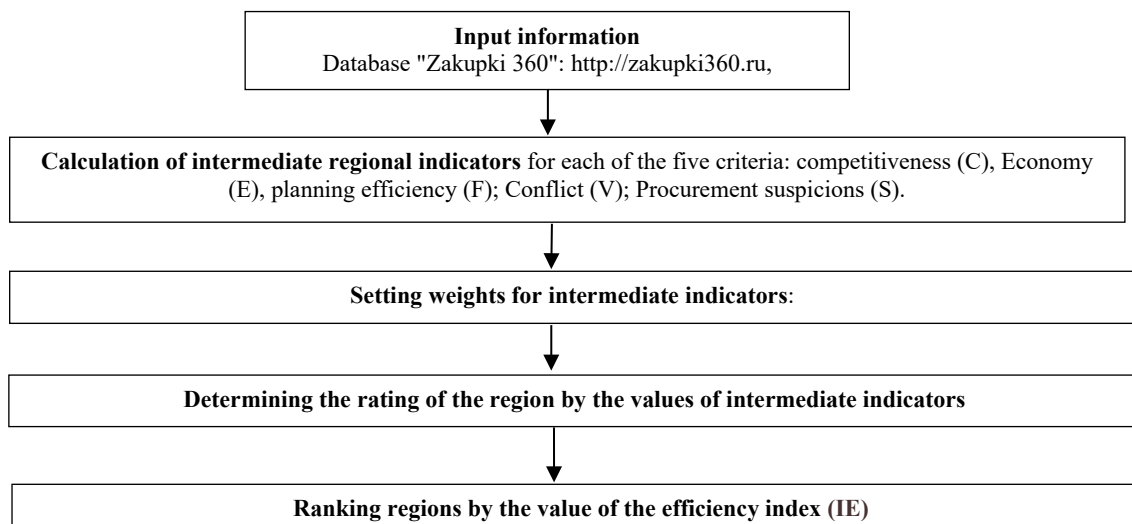 Input information
Database "Zakupki 360": http://zakupki360.ru,
Calculation of intermediate regional indicators for each of the five criteria: competitiveness (C), Economy
(E), planning efficiency (F); Conflict (V); Procurement suspicions (S).
Setting weights for intermediate indicators:
Determining the rating of the region by the values of intermediate indicators
Ranking regions by the value of the efficiency index (IE)